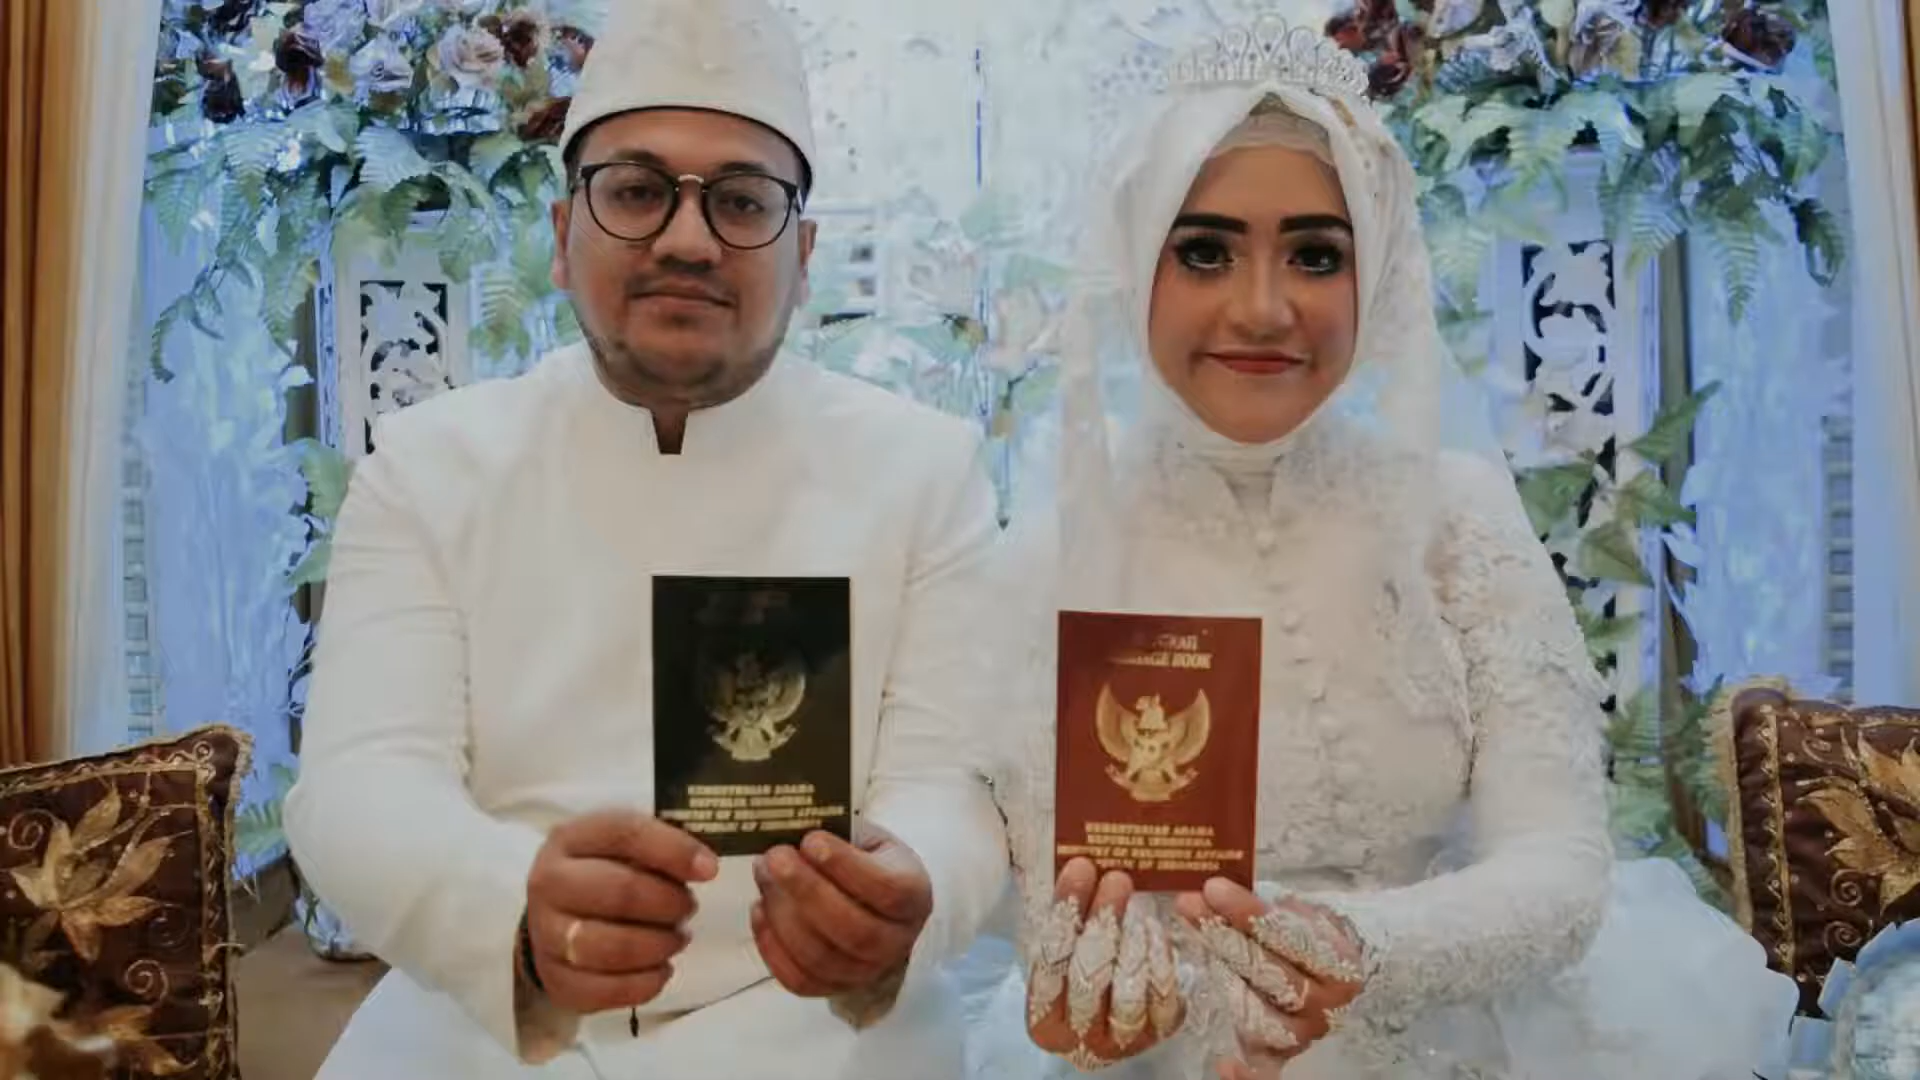 KEMENTERIAN AGAMA
REPUBLIK INDONESIA
MINISTRY OF RELIGIOUS AFFAIRS
REPUBLIC OF INDONESIA
BOOK
KEMENTERIAN AGAMA
REPUBLIK INDONESIA
MINISTRY OF RELIGIOUS AFFAIRS
REPUBLIC OF INDONESIA